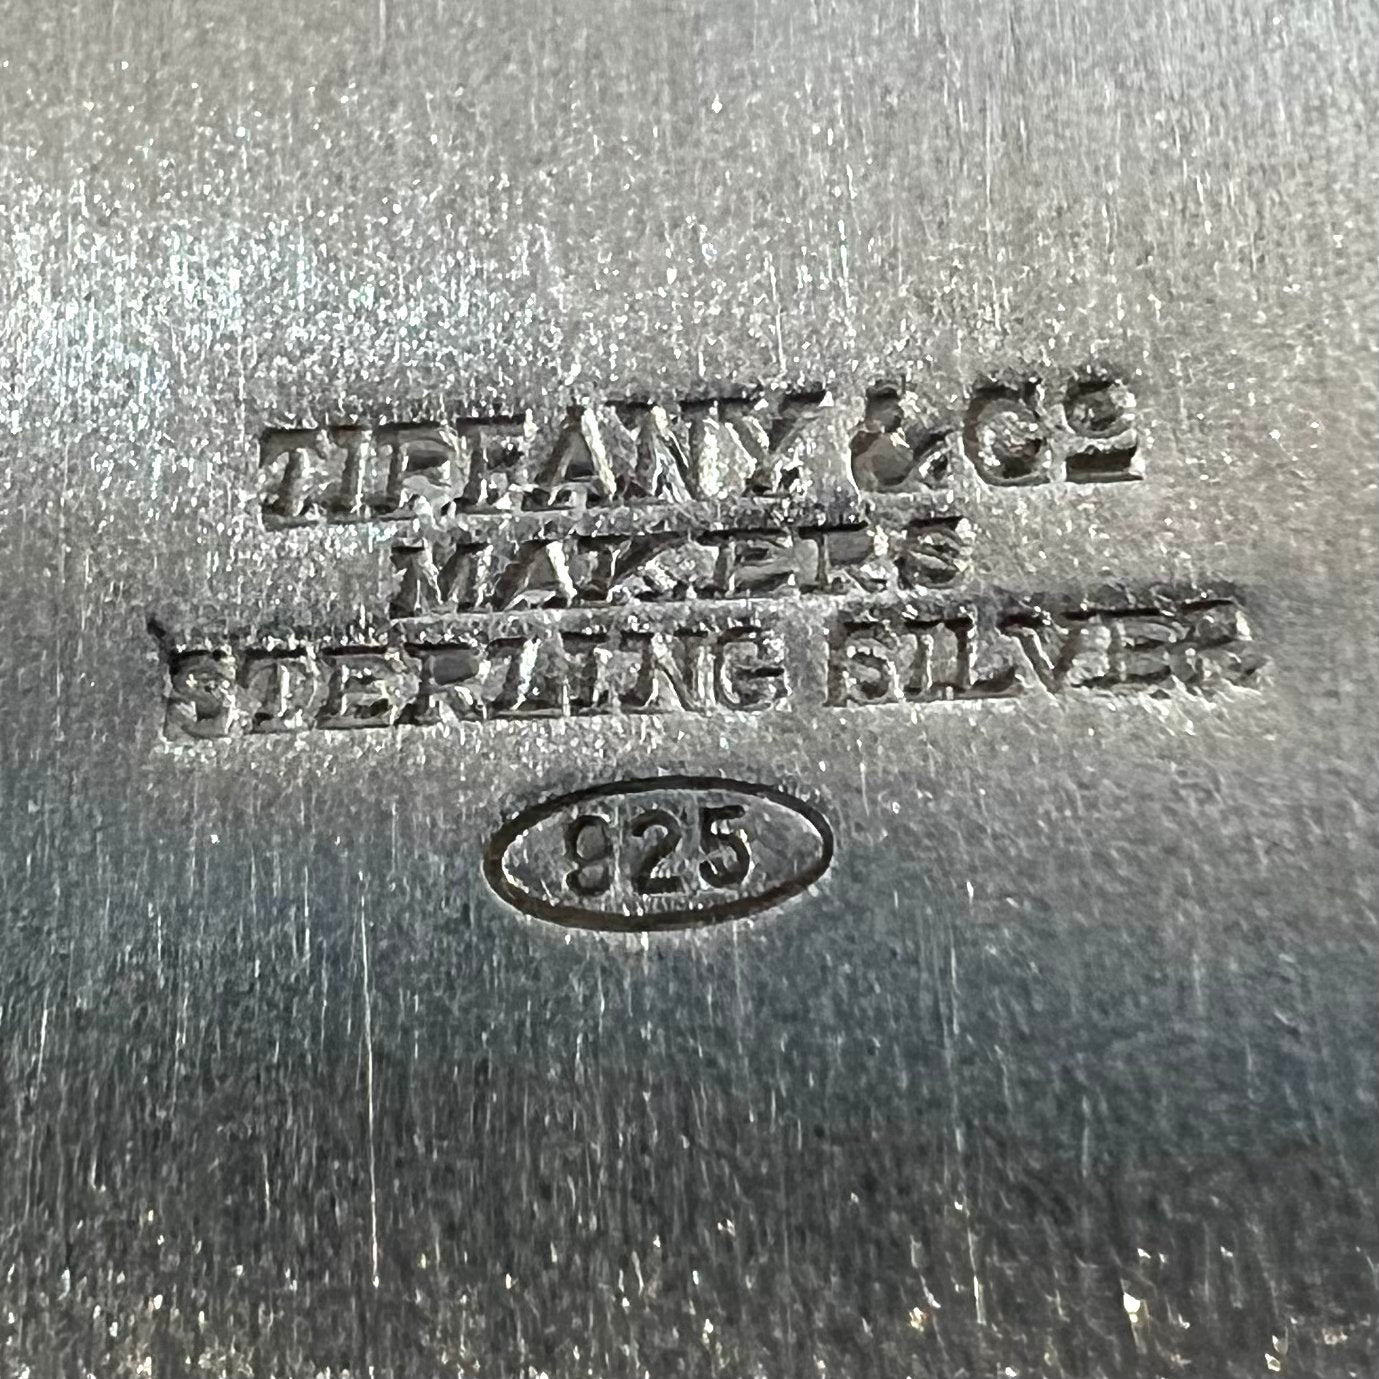 TIFFANY & Cº
MAKERS
STERLING SILVER
925